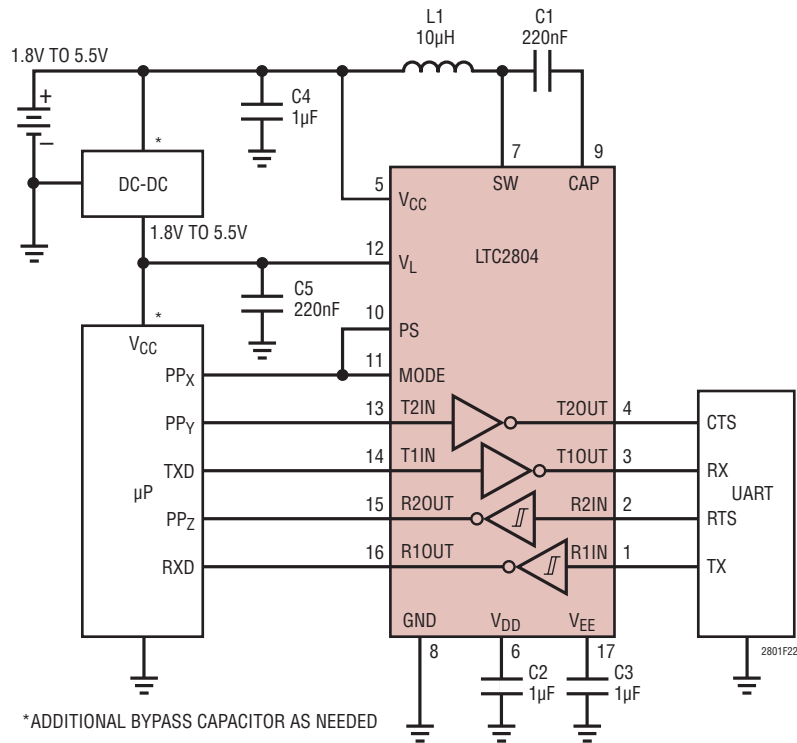 L1
10µH
C1
220nF
1.8V TO 5.5V
+
–
C4
1µF
*
DC-DC
1.8V TO 5.5V
C5
220nF
7
9
SW
CAP
5
VCC
LTC2804
12
VL
10
PS
11
MODE
*
VCC
PPX
PPY
TXD
µP
PPZ
RXD
13
T2IN
T2OUT
4
CTS
14
T1IN
T1OUT
3
RX
UART
15
R2OUT
R2IN
2
RTS
16
R1OUT
R1IN
1
TX
GND
VDD
VEE
8
6
17
C2
1µF
C3
1µF
2801F22
*ADDITIONAL BYPASS CAPACITOR AS NEEDED